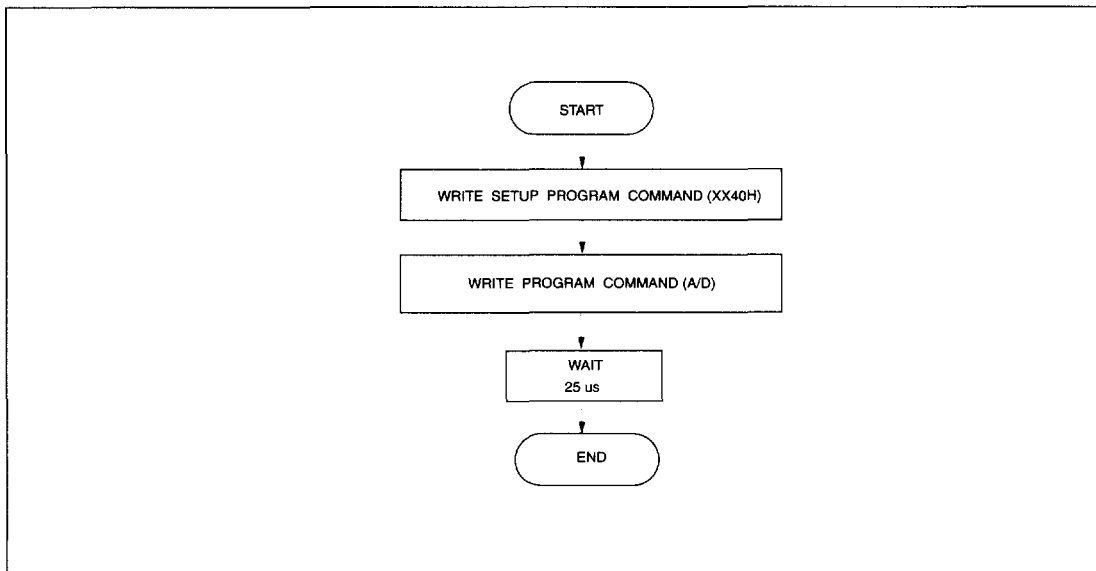 START
WRITE SETUP PROGRAM COMMAND (XX40H)
WRITE PROGRAM COMMAND (A/D)
WAIT
25 us
END